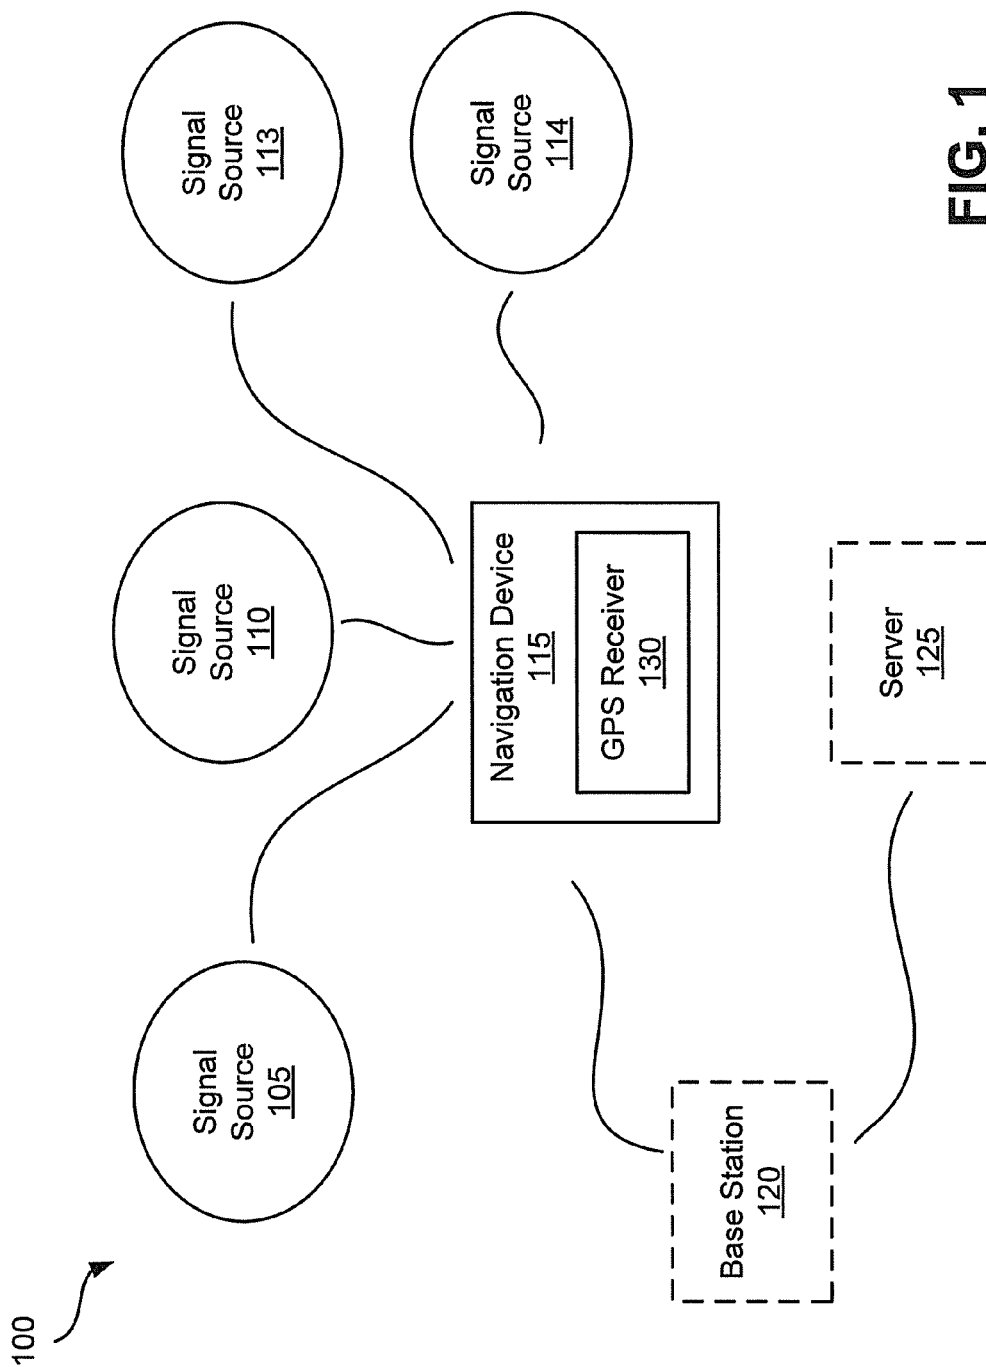 100
Signal
Source
105
Signal
Source
110
Signal
Source
113
Signal
Source
114
Navigation Device
115
GPS Receiver
130
Base Station
120
Server
125
FIG. 1